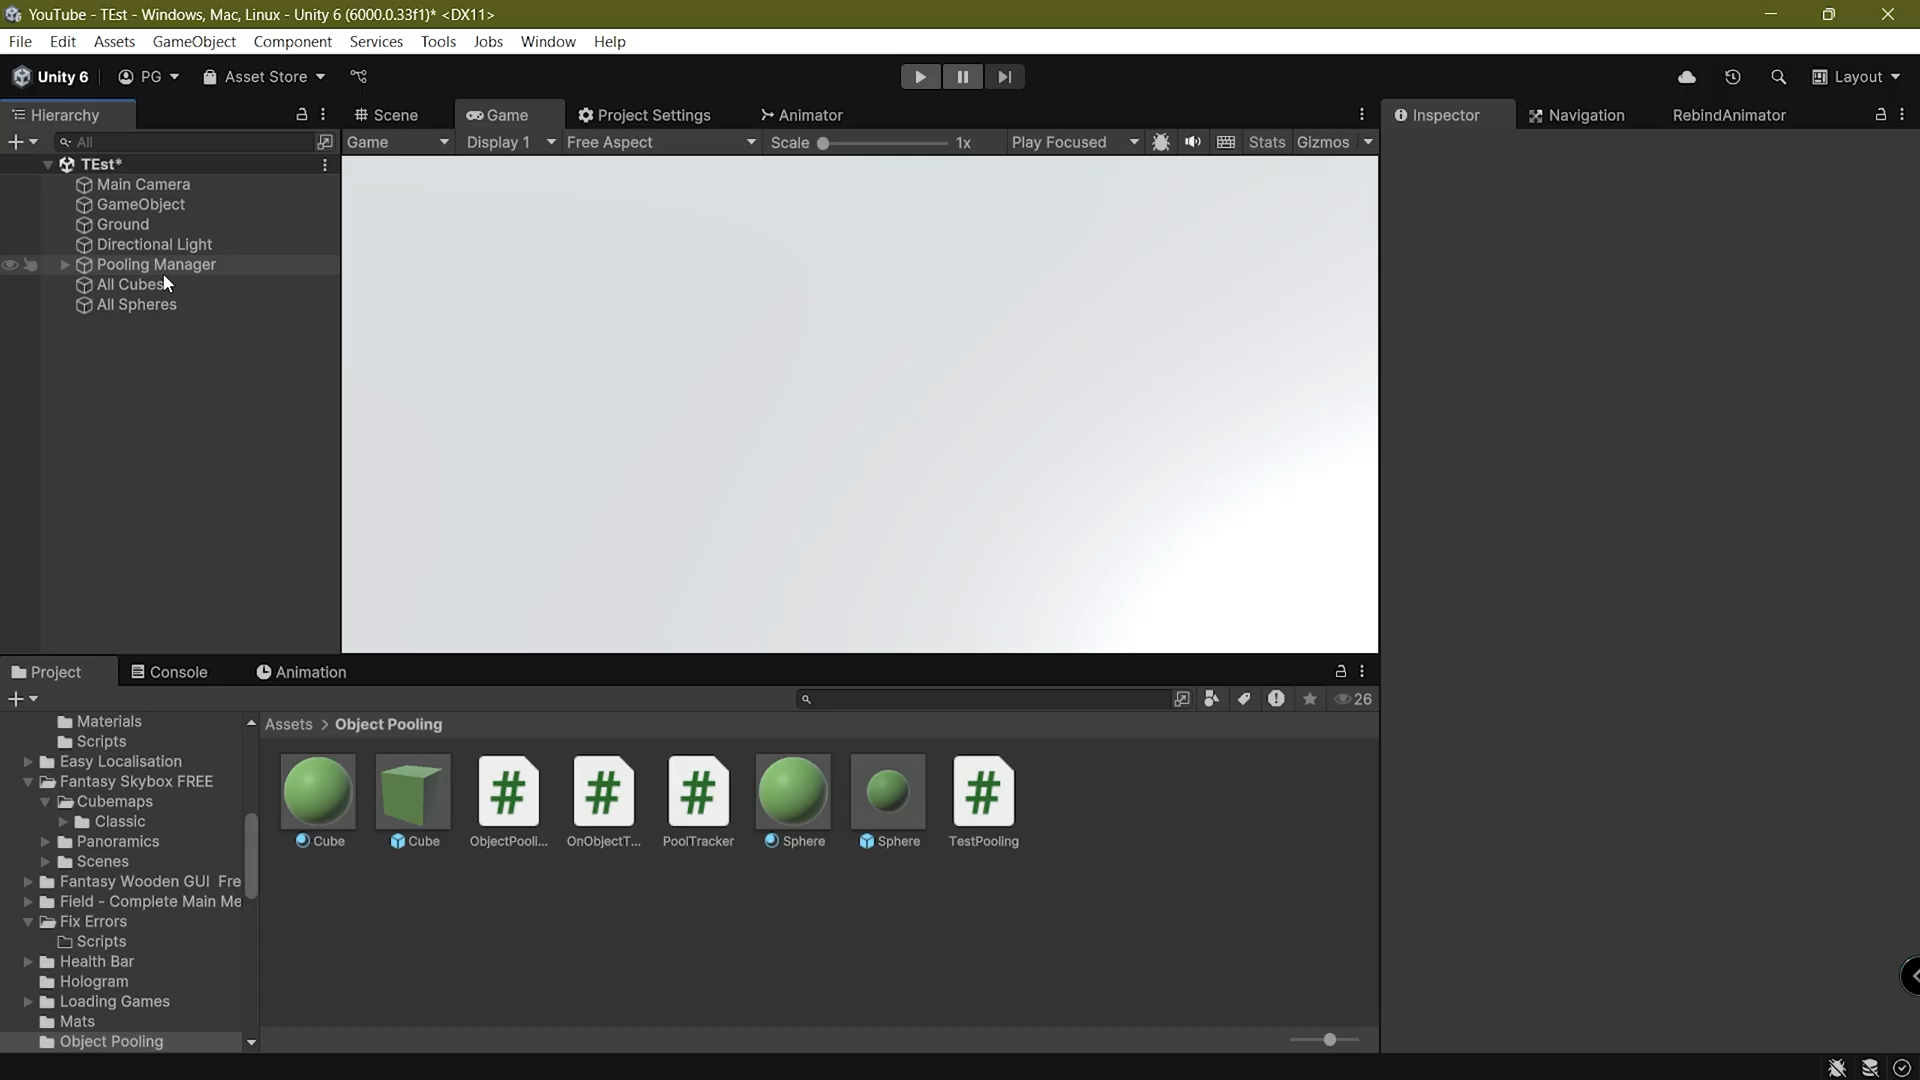 YouTube - TEst - Windows, Mac, Linux - Unity 6 (6000.0.33f1)* <DX11>
File Edit Assets GameObject Component Services Tools Jobs Window Help
Unity 6 PG Asset Store Layout
Hierarchy Scene Game Project Settings Animator Inspector Navigation RebindAnimator
All Game Display 1 Free Aspect Scale 1x Play Focused Stats Gizmos
TEst*
Main Camera
GameObject
Ground
Directional Light
Pooling Manager
All Cubes
All Spheres
Project Console Animation
26
Assets > Object Pooling
Materials
Scripts
Easy Localisation
Fantasy Skybox FREE
Cubemaps
Classic
Panoramics
Scenes
Fantasy Wooden GUI Fre
Field - Complete Main Me
Fix Errors
Scripts
Health Bar
Hologram
Loading Games
Mats
Object Pooling
Cube Cube ObjectPooli... OnObjectT... PoolTracker Sphere Sphere TestPooling